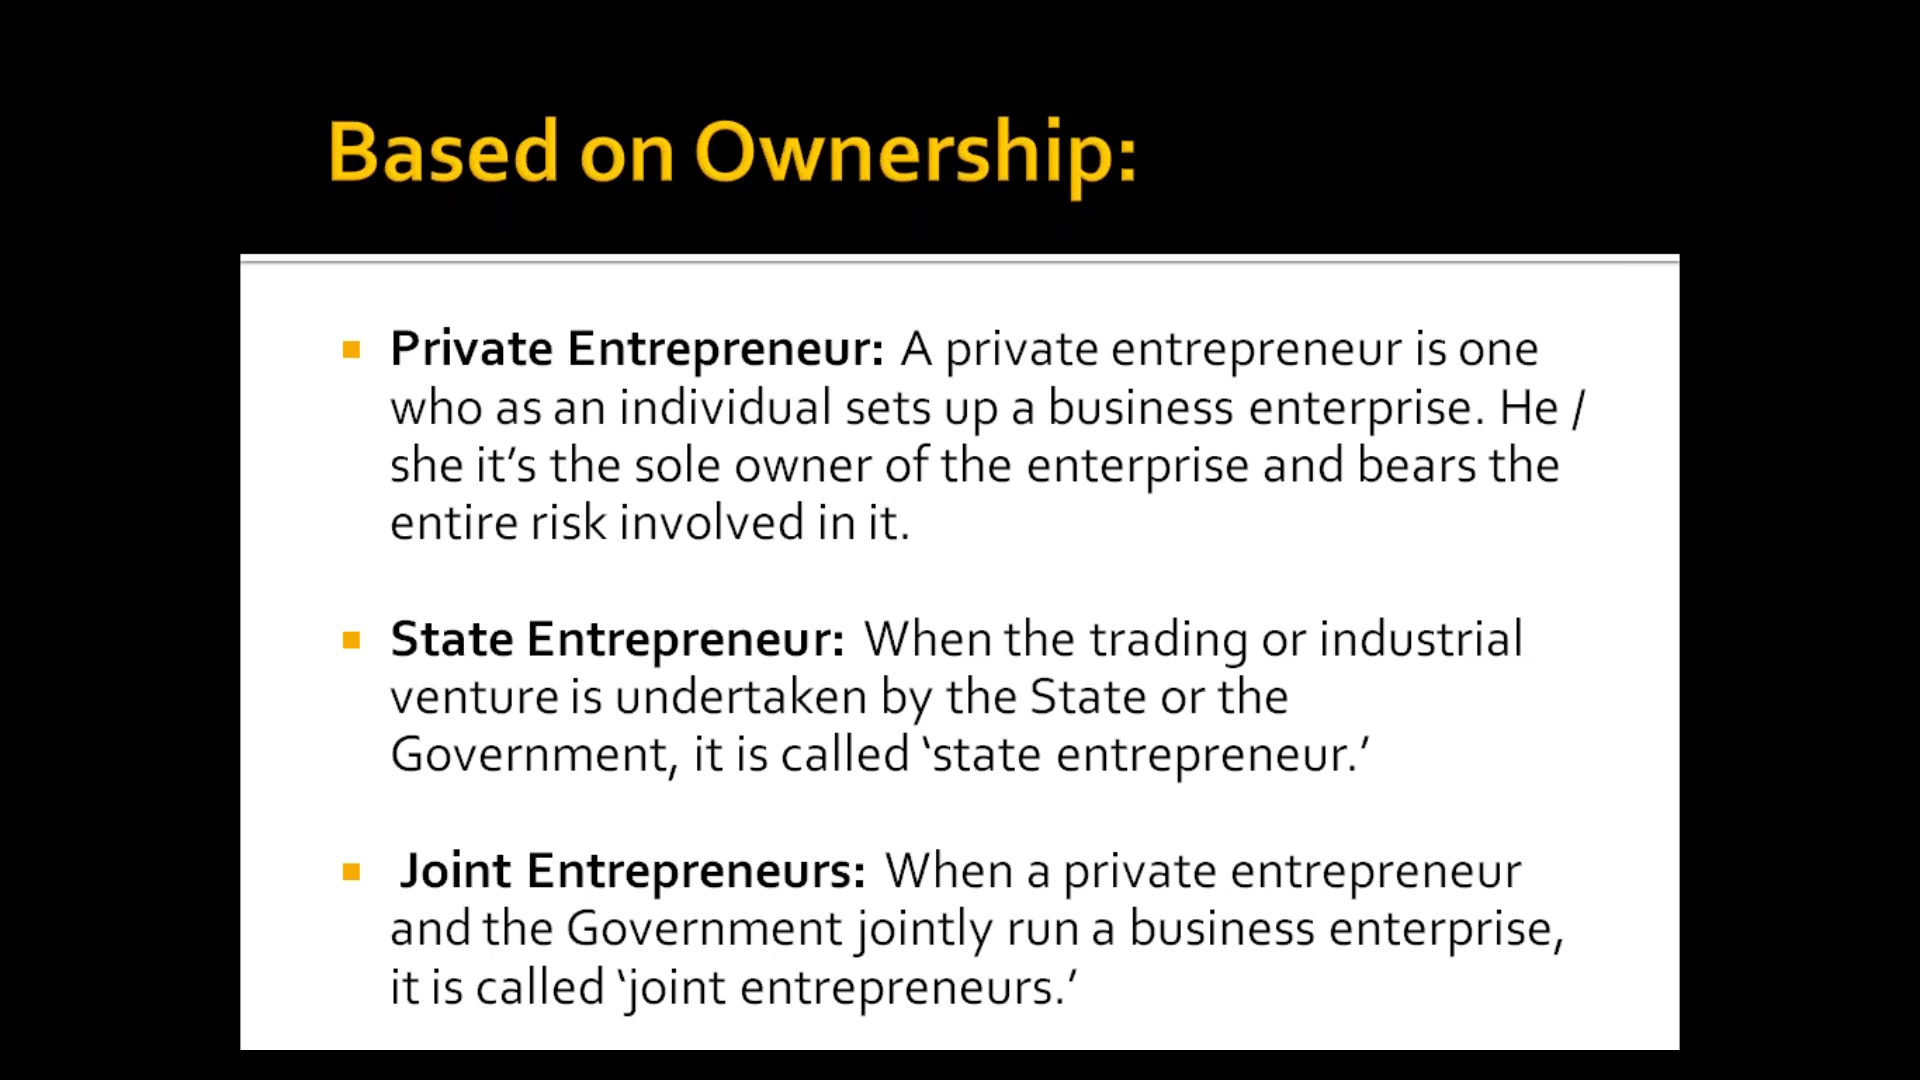 Based on Ownership:
Private Entrepreneur: A private entrepreneur is one
who as an individual sets up a business enterprise. He /
she it’s the sole owner of the enterprise and bears the
entire risk involved in it.
State Entrepreneur: When the trading or industrial
venture is undertaken by the State or the
Government, it is called ‘state entrepreneur.’
Joint Entrepreneurs: When a private entrepreneur
and the Government jointly run a business enterprise,
it is called ‘joint entrepreneurs.’